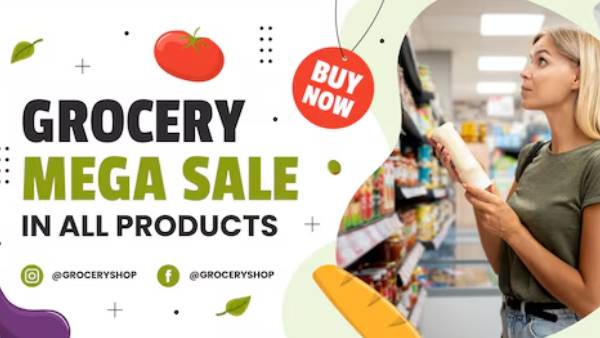 GROCERY
MEGA SALE
IN ALL PRODUCTS
BUY
NOW
@GROCERYSHOP
@GROCERYSHOP